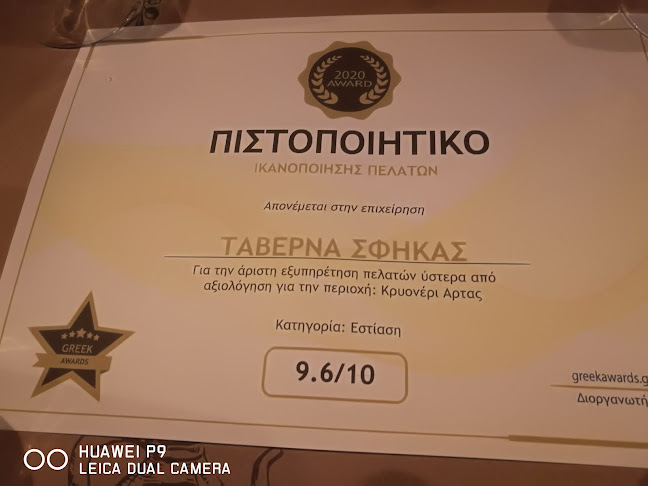 2020
AWARD
ΠΙΣΤΟΠΟΙΗΤΙΚΟ
ΙΚΑΝΟΠΟΙΗΣΗΣ ΠΕΛΑΤΩΝ
Απονέμεται στην επιχείρηση
ΤΑΒΕΡΝΑ ΣΦΗΚΑΣ
Για την άριστη εξυπηρέτηση πελατών ύστερα από
αξιολόγηση για την περιοχή: Κρυονέρι Αρτας
Κατηγορία: Εστίαση
9.6/10
GREEK
AWARDS
greekawards.g
Διοργανωτή
HUAWEI P9
LEICA DUAL CAMERA